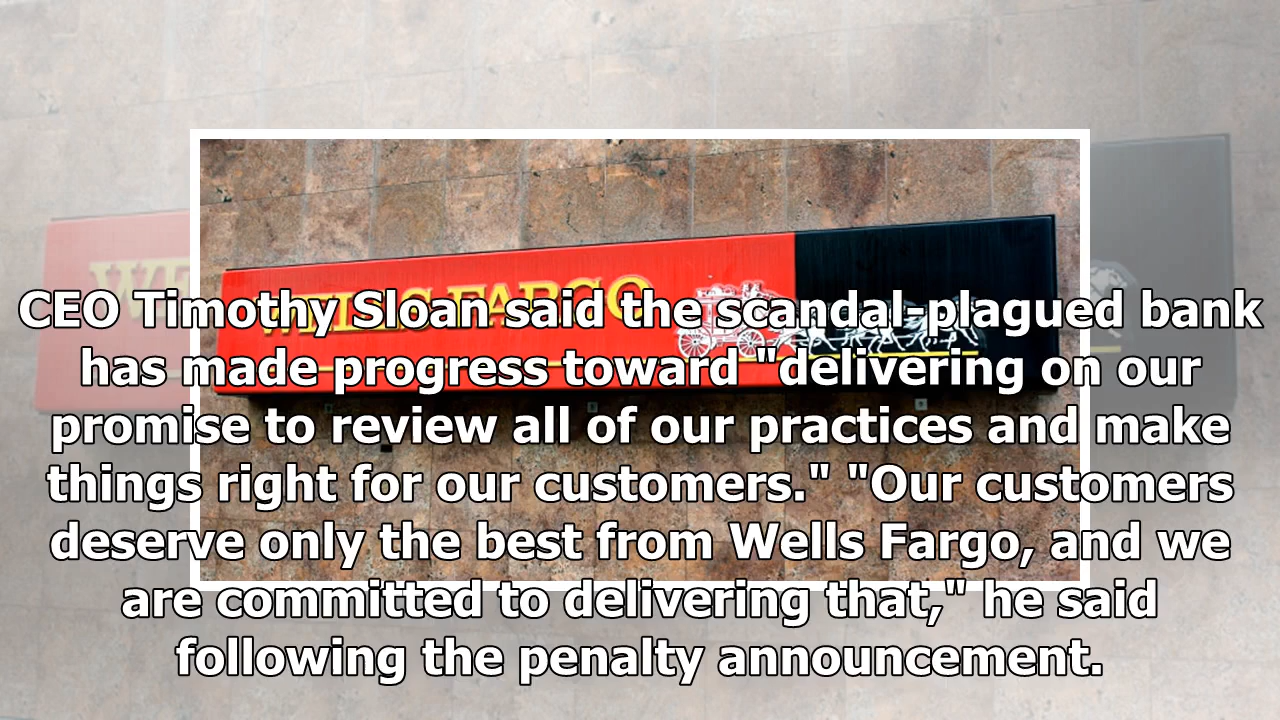 WELLS FARGO
CEO Timothy Sloan said the scandal-plagued bank
has made progress toward "delivering on our
promise to review all of our practices and make
things right for our customers." "Our customers
deserve only the best from Wells Fargo, and we
are committed to delivering that," he said
following the penalty announcement.